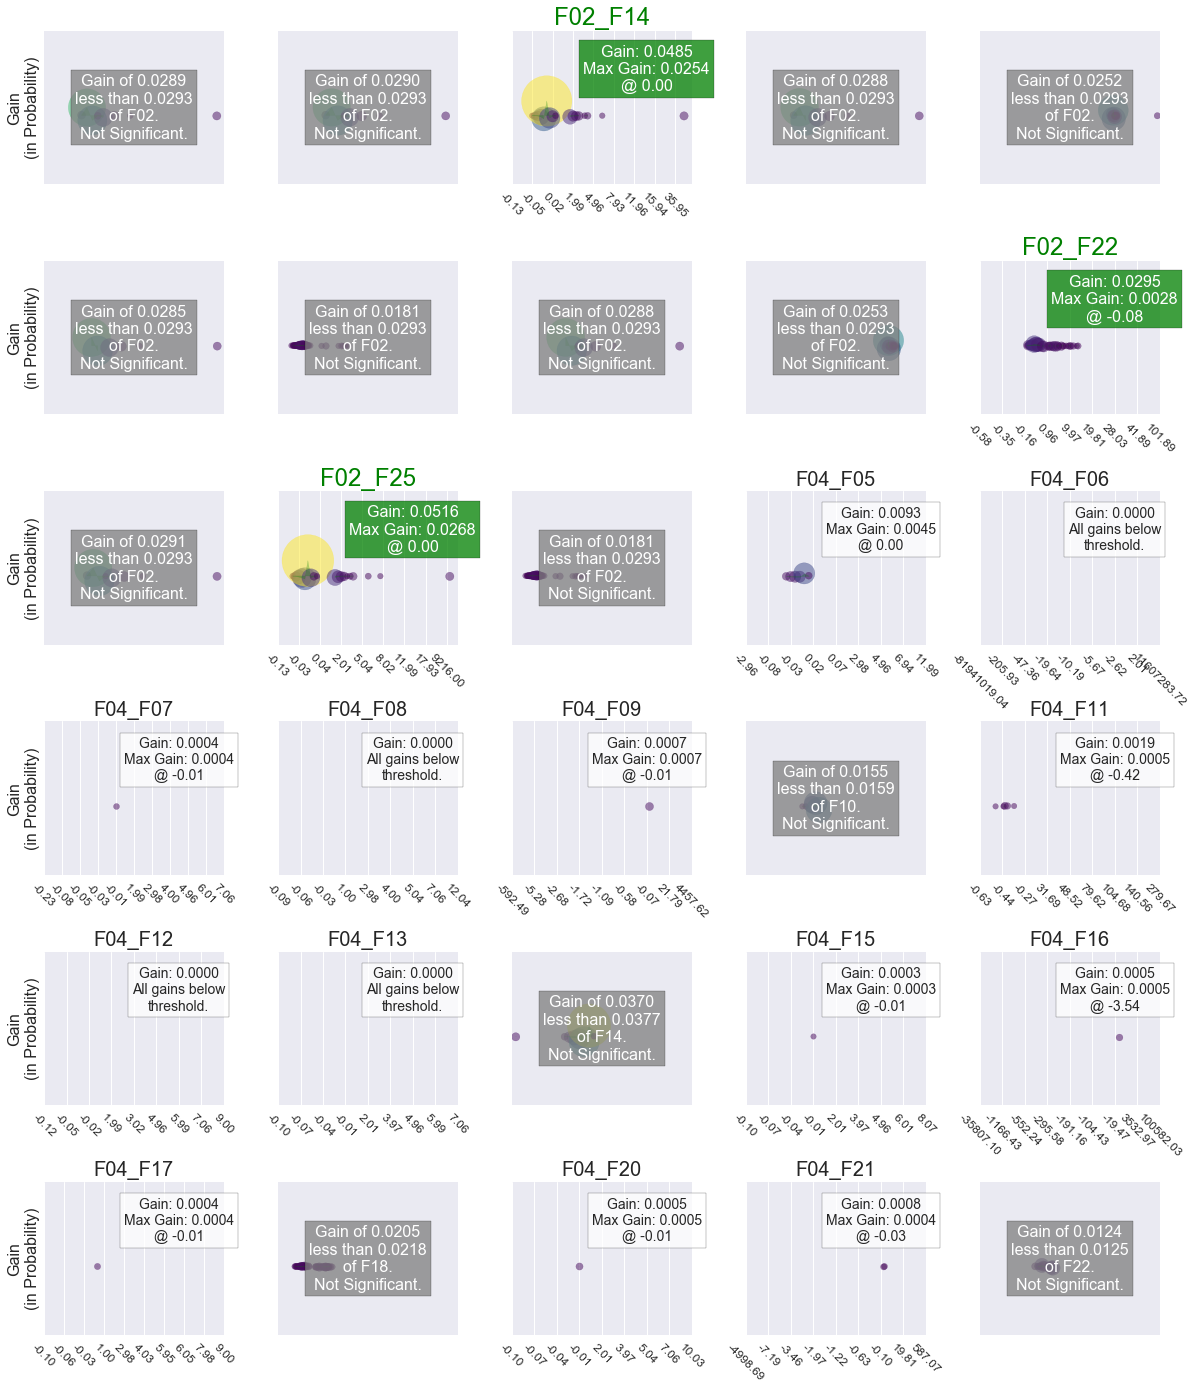 F02_F14
Gain
(in Probability)
Gain of 0.0289
less than 0.0293
of F02.
Not Significant.
Gain of 0.0290
less than 0.0293
of F02.
Not Significant.
Gain: 0.0485
Max Gain: 0.0254
@ 0.00
Gain of 0.0288
less than 0.0293
of F02.
Not Significant.
Gain of 0.0252
less than 0.0293
of F02.
Not Significant.
-0.13 -0.05 0.02 1.99 4.96 7.93 11.96 15.94 35.95
F02_F22
Gain
(in Probability)
Gain of 0.0285
less than 0.0293
of F02.
Not Significant.
Gain of 0.0181
less than 0.0293
of F02.
Not Significant.
Gain of 0.0288
less than 0.0293
of F02.
Not Significant.
Gain of 0.0253
less than 0.0293
of F02.
Not Significant.
Gain: 0.0295
Max Gain: 0.0028
@ -0.08
-0.58 -0.35 -0.16 0.96 9.97 19.81 28.03 41.89 101.89
F02_F25
F04_F05
F04_F06
Gain
(in Probability)
Gain of 0.0291
less than 0.0293
of F02.
Not Significant.
Gain: 0.0516
Max Gain: 0.0268
@ 0.00
Gain of 0.0181
less than 0.0293
of F02.
Not Significant.
Gain: 0.0093
Max Gain: 0.0045
@ 0.00
Gain: 0.0000
All gains below
threshold.
-0.13 -0.03 0.04 2.01 5.04 8.02 11.99 17.93 9216.00
-2.96 -0.08 -0.03 0.02 0.07 2.98 4.96 6.94 11.99
-81941019.04 -205.93 -47.36 -19.64 -10.19 -5.67 -2.62 2.01 11607283.72
F04_F07
F04_F08
F04_F09
F04_F11
Gain
(in Probability)
Gain: 0.0004
Max Gain: 0.0004
@ -0.01
Gain: 0.0000
All gains below
threshold.
Gain: 0.0007
Max Gain: 0.0007
@ -0.01
Gain of 0.0155
less than 0.0159
of F10.
Not Significant.
Gain: 0.0019
Max Gain: 0.0005
@ -0.42
-0.23 -0.08 -0.05 -0.03 -0.01 1.99 2.98 4.00 4.96 6.01 7.06
-0.09 -0.06 -0.03 1.00 2.98 4.00 5.04 7.06 12.04
-592.49 -5.28 -2.68 -1.72 -1.09 -0.58 -0.07 21.79 4457.62
-0.63 -0.44 -0.27 31.69 48.52 79.62 104.68 140.56 279.67
F04_F12
F04_F13
F04_F15
F04_F16
Gain
(in Probability)
Gain: 0.0000
All gains below
threshold.
Gain: 0.0000
All gains below
threshold.
Gain of 0.0370
less than 0.0377
of F14.
Not Significant.
Gain: 0.0003
Max Gain: 0.0003
@ -0.01
Gain: 0.0005
Max Gain: 0.0005
@ -3.54
-0.12 -0.05 -0.02 1.99 3.02 4.96 5.99 7.06 9.00
-0.10 -0.07 -0.04 -0.01 2.01 3.97 4.96 5.99 7.06
-0.10 -0.07 -0.04 -0.01 2.01 3.97 4.96 6.01 8.07
-35807.10 -1166.43 -552.24 -295.58 -191.16 -104.43 -19.47 3532.97 100582.03
F04_F17
F04_F20
F04_F21
Gain
(in Probability)
Gain: 0.0004
Max Gain: 0.0004
@ -0.01
Gain of 0.0205
less than 0.0218
of F18.
Not Significant.
Gain: 0.0005
Max Gain: 0.0005
@ -0.01
Gain: 0.0008
Max Gain: 0.0004
@ -0.03
Gain of 0.0124
less than 0.0125
of F22.
Not Significant.
-0.10 -0.06 -0.03 1.00 2.98 4.03 5.95 6.05 7.98 9.00
-0.10 -0.07 -0.04 -0.01 2.01 3.97 5.04 7.06 10.03
-4998.69 -7.19 -3.46 -1.97 -1.22 -0.63 -0.10 19.81 587.07